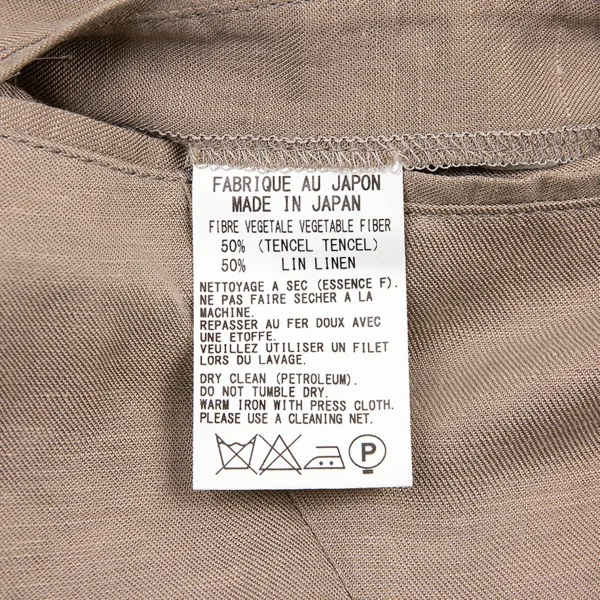 FABRIQUE AU JAPON
MADE IN JAPAN
FIBRE VEGETALE VEGETABLE FIBER
50% (TENCEL TENCEL)
50% LIN LINEN
NETTOYAGE A SEC (ESSENCE F).
NE PAS FAIRE SECHER A LA
MACHINE.
REPASSER AU FER DOUX AVEC
UNE ETOFFE.
VEUILLEZ UTILISER UN FILET
LORS DU LAVAGE.
DRY CLEAN (PETROLEUM).
DO NOT TUMBLE DRY.
WARM IRON WITH PRESS CLOTH.
PLEASE USE A CLEANING NET.
P